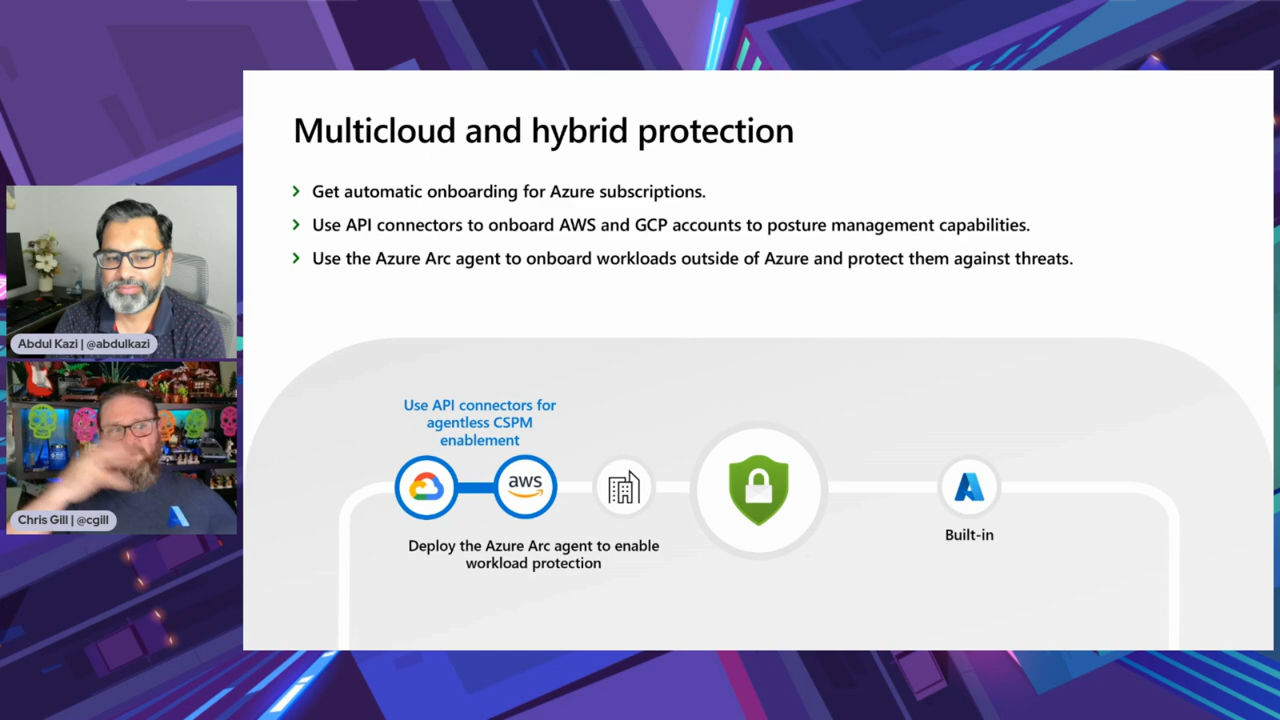 Multicloud and hybrid protection
Get automatic onboarding for Azure subscriptions.
Use API connectors to onboard AWS and GCP accounts to posture management capabilities.
Use the Azure Arc agent to onboard workloads outside of Azure and protect them against threats.
Abdul Kazi | @abdulkazi
Chris Gill | @cgill
Use API connectors for
agentless CSPM
enablement
aws
Deploy the Azure Arc agent to enable
workload protection
Built-in